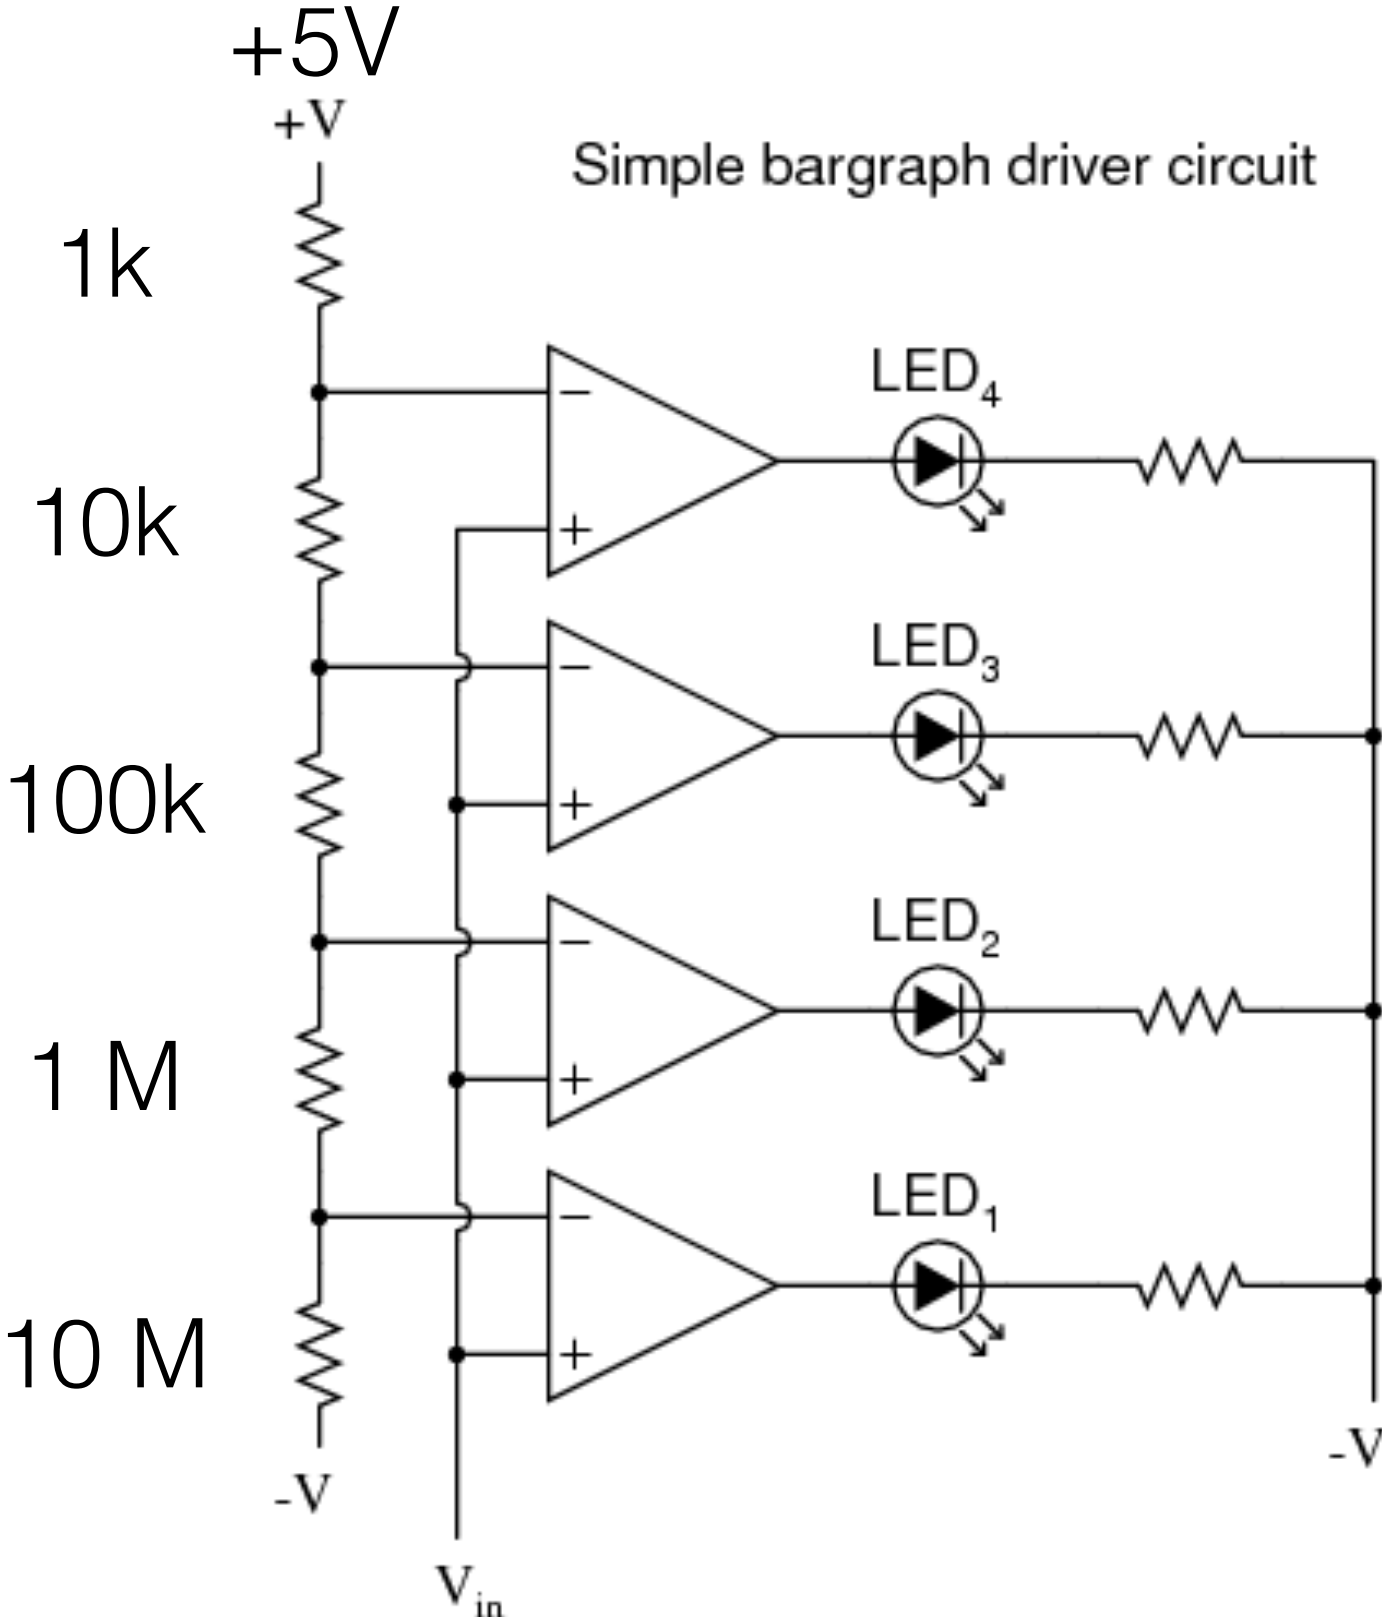 +5V
+V
Simple bargraph driver circuit
1k
LED4
−
10k
+
LED3
−
100k
+
LED2
−
1 M
+
LED1
−
10 M
+
-V
-V
Vin